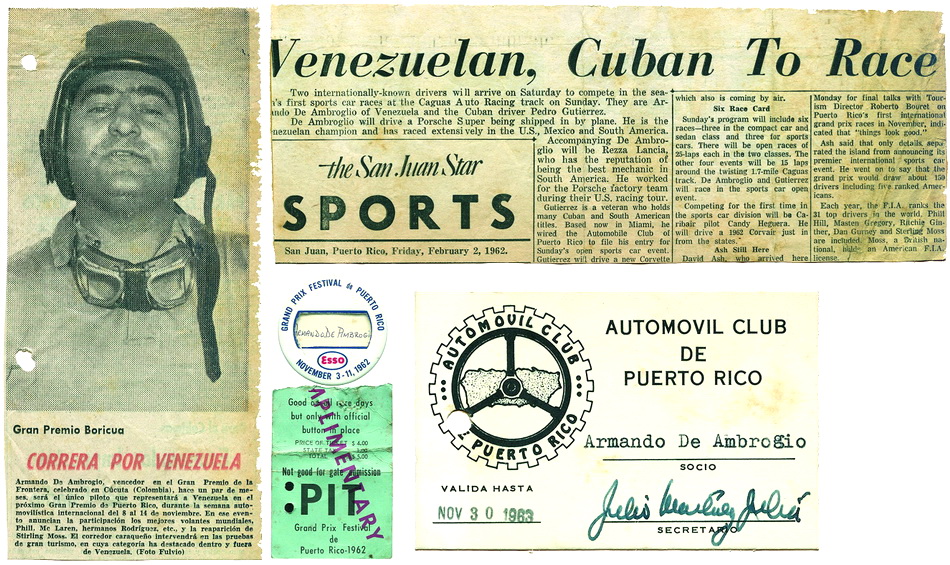 Gran Premio Boricua
CORRERA POR VENEZUELA
Armando De Ambrogio, vencedor en el Gran Premio de la
Frontera, celebrado en Cúcuta (Colombia), hace un par de me-
ses, será el único piloto que representará a Venezuela en el
próximo Gran Premio de Puerto Rico, durante la semana auto-
movilística internacional del 8 al 14 de noviembre. En ese even-
to anuncian la participación los mejores volantes mundiales,
Phill, Mc Laren, hermanos Rodríguez, etc., y la reaparición de
Stirling Moss. El corredor caraqueño intervendrá en las pruebas
de gran turismo, en cuya categoría ha destacado dentro y fuera
de Venezuela. (Foto Fulvio)
Venezuelan, Cuban To Race
Two internationally-known drivers will arrive on Saturday to compete in the sea-
's first sports car races at the Caguas Auto Racing track on Sunday. They are Ar-
ndo De Ambroglio of Venezuela and the Cuban driver Pedro Gutierrez.
De Ambroglio will drive a Porsche Super being shipped in by plane. He is the
nezuelan champion and has raced extensively in the U.S., Mexico and South America.
the San Juan Star
SPORTS
San Juan, Puerto Rico, Friday, February 2, 1962.
Accompanying De Ambro-
glio will be Rezza Lancia,
who has the reputation of
being the best mechanic in
South America. He worked
for the Porsche factory team
during their U.S. racing tour.
Gutierrez is a veteran who holds
many Cuban and South American
titles. Based now in Miami, he
wired the Automobile Club of
Puerto Rico to file his entry for
Sunday's open sports car event.
Gutierrez will drive a new Corvette
which also is coming by air.
Six Race Card
Sunday's program will include six
races—three in the compact car and
sedan class and three for sports
cars. There will be open races of
25-laps each in the two classes. The
other four events will be 15 laps
around the twisting 1.7-mile Caguas
track. De Ambroglio and Gutierrez
will race in the sports car open
event.
Competing for the first time in
the sports car division will be Ca-
ribair pilot Candy Heguera. He
will drive a 1962 Corvair just in
from the states.
Ash Still Here
David Ash, who arrived here
Monday for final talks with Tour-
ism Director Roberto Bouret on
Puerto Rico's first international
grand prix races in November, indi-
cated that "things look good."
Ash said that only details sepa-
rated the island from announcing its
premier international sports car
event. He went on to say that the
grand prix would draw about 150
drivers including five ranked Amer-
icans.
Each year, the F.I.A. ranks the
31 top drivers in the world. Phil
Hill, Masten Gregory, Ritchie Gin-
ther, Dan Gurney and Sterling Moss
are included. Moss, a British na-
tional, an American F.I.A.
license.
GRAND PRIX FESTIVAL de PUERTO RICO
Esso
NOVEMBER 3-11, 1962
Good all race days
but only with official
button in place
PRICE OF TICKET $ 4.00
TOTAL $5.00
Not good for gate admission
:PIT
Grand Prix Festival
de
Puerto Rico-1962
MPLIMENTARY
AUTOMOVIL CLUB
PUERTO RICO
AUTOMOVIL CLUB
DE
PUERTO RICO
Armando De Ambrogio
SOCIO
VALIDA HASTA
NOV 30 1963
SECRETARIO